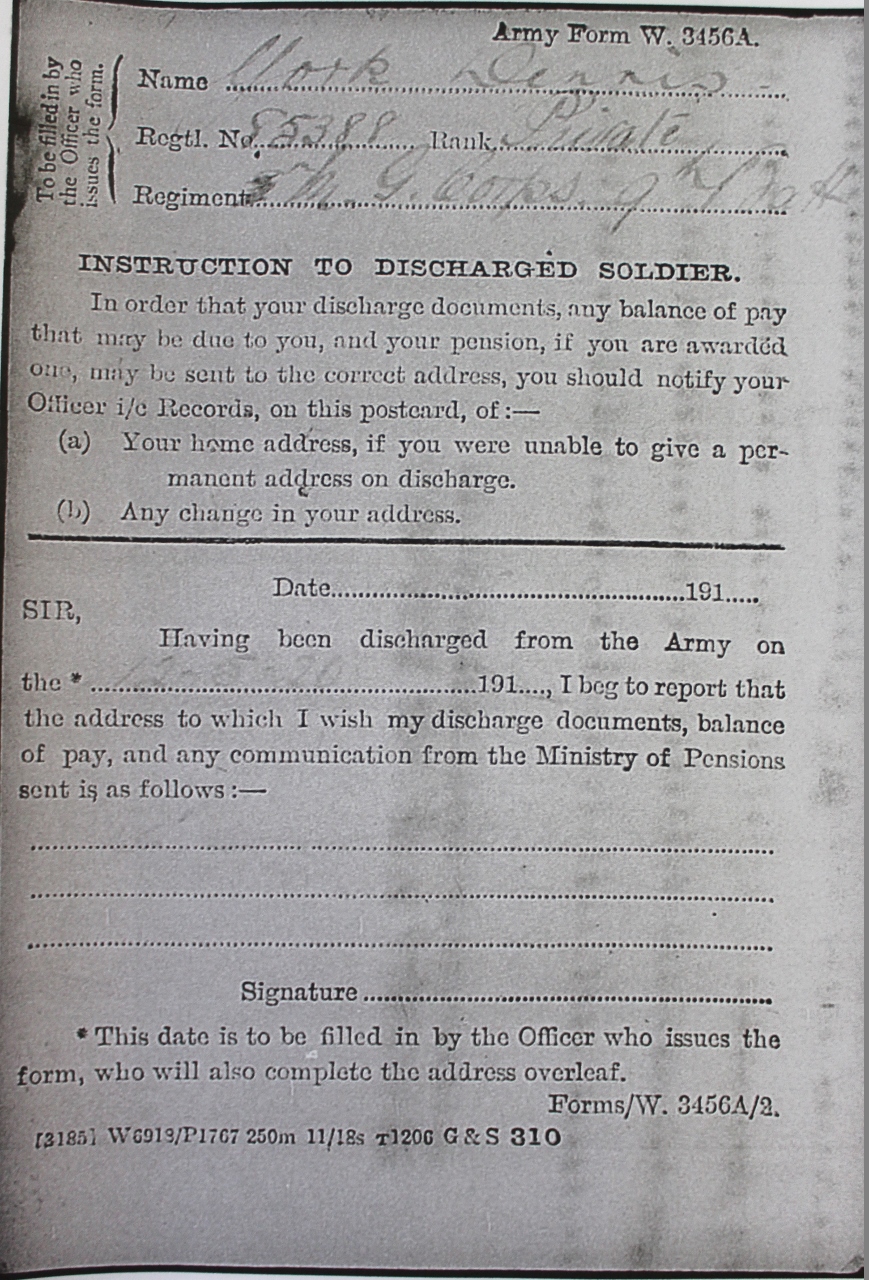 Army Form W. 3456A.
To be filled in by
the Officer who
issues the form.
Name Clork Dennis
Regtl. No. 85388 Rank Private
Regiment M. G. Corps. 9th Batt
INSTRUCTION TO DISCHARGED SOLDIER.
In order that your discharge documents, any balance of pay
that may be due to you, and your pension, if you are awarded
one, may be sent to the correct address, you should notify your
Officer i/c Records, on this postcard, of :—
(a) Your home address, if you were unable to give a per-
manent address on discharge.
(b) Any change in your address.
Date..........191.....
SIR,
Having been discharged from the Army on
the * ..........191...., I beg to report that
the address to which I wish my discharge documents, balance
of pay, and any communication from the Ministry of Pensions
sent is as follows :—
Signature
* This date is to be filled in by the Officer who issues the
form, who will also complete the address overleaf.
Forms/W. 3456A/2.
[3185] W6913/P1767 250m 11/18s T1206 G & S 310